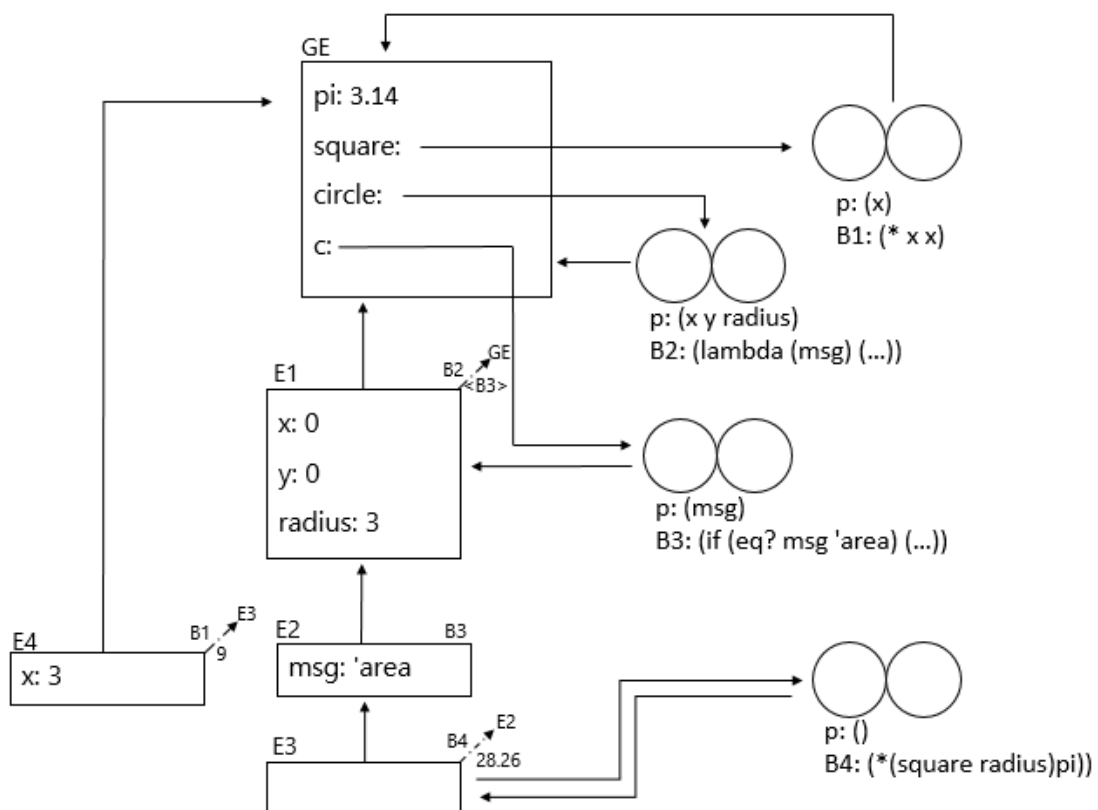 GE
pi: 3.14
square:
circle:
c:
p: (x)
B1: (* x x)
p: (x y radius)
B2: (lambda (msg) (...))
E1
B2
GE
<B3>
x: 0
y: 0
radius: 3
p: (msg)
B3: (if (eq? msg 'area) (...))
E4
B1
E3
9
x: 3
E2
B3
msg: 'area
E3
B4
E2
28.26
p: ()
B4: (*(square radius)pi))